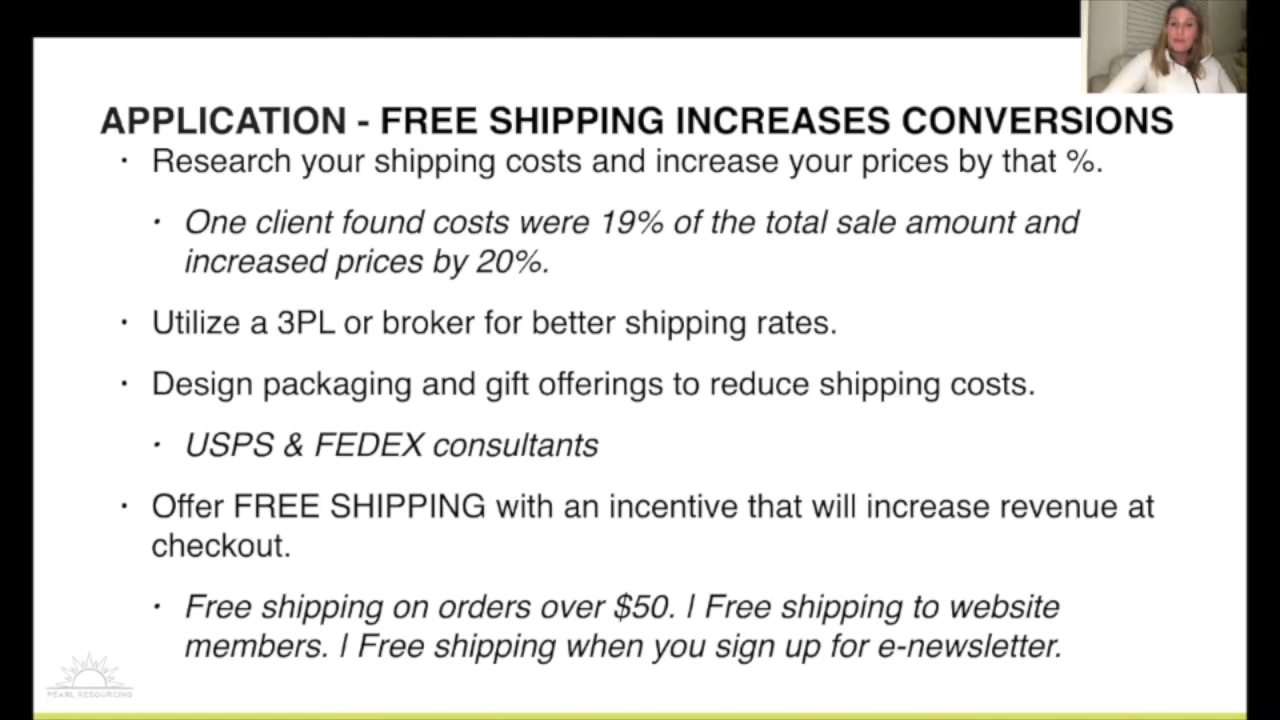 APPLICATION - FREE SHIPPING INCREASES CONVERSIONS
· Research your shipping costs and increase your prices by that %.
· One client found costs were 19% of the total sale amount and
increased prices by 20%.
· Utilize a 3PL or broker for better shipping rates.
· Design packaging and gift offerings to reduce shipping costs.
· USPS & FEDEX consultants
· Offer FREE SHIPPING with an incentive that will increase revenue at
checkout.
· Free shipping on orders over $50. | Free shipping to website
members. | Free shipping when you sign up for e-newsletter.
PEARL RESOURCING